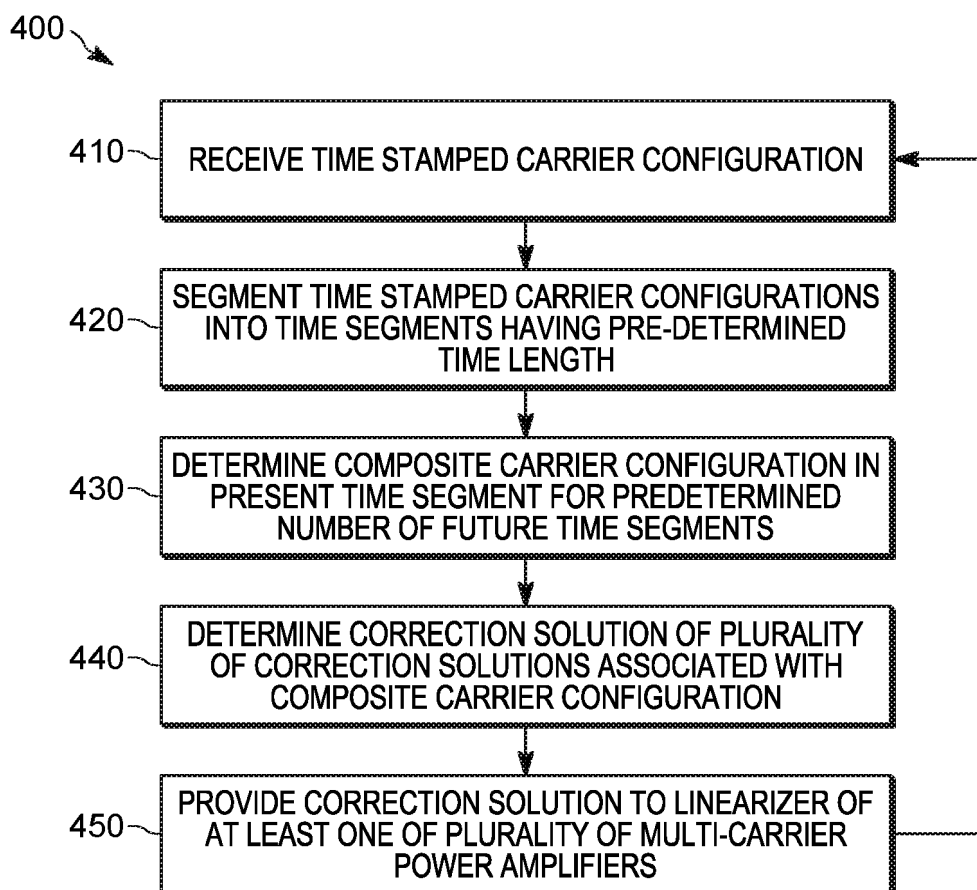 400
410
RECEIVE TIME STAMPED CARRIER CONFIGURATION
420
SEGMENT TIME STAMPED CARRIER CONFIGURATIONS
INTO TIME SEGMENTS HAVING PRE-DETERMINED
TIME LENGTH
430
DETERMINE COMPOSITE CARRIER CONFIGURATION IN
PRESENT TIME SEGMENT FOR PREDETERMINED
NUMBER OF FUTURE TIME SEGMENTS
440
DETERMINE CORRECTION SOLUTION OF PLURALITY
OF CORRECTION SOLUTIONS ASSOCIATED WITH
COMPOSITE CARRIER CONFIGURATION
450
PROVIDE CORRECTION SOLUTION TO LINEARIZER OF
AT LEAST ONE OF PLURALITY OF MULTI-CARRIER
POWER AMPLIFIERS